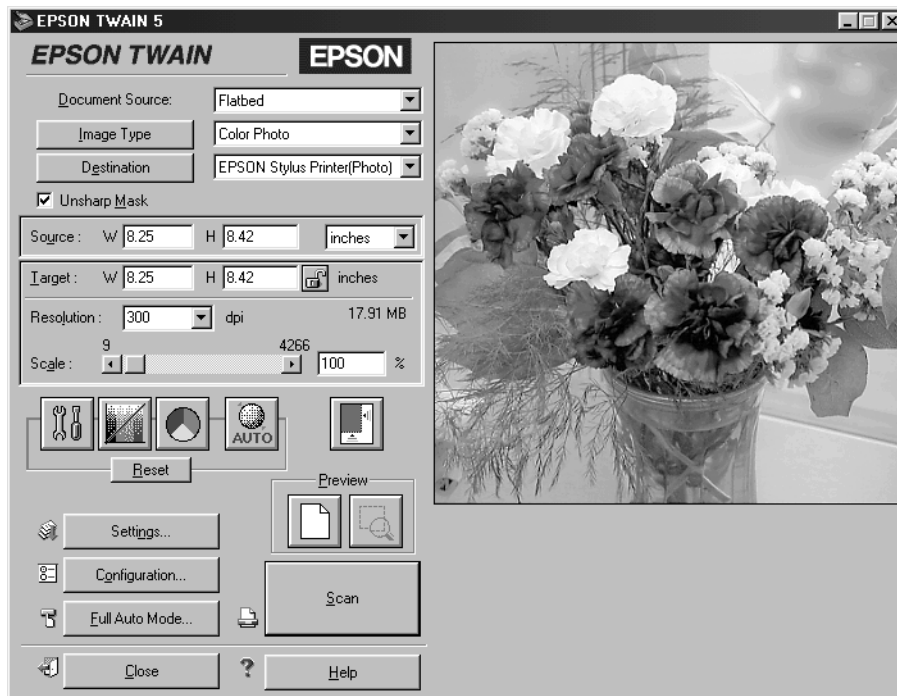 EPSON TWAIN 5
EPSON TWAIN EPSON
Document Source: Flatbed
Image Type Color Photo
Destination EPSON Stylus Printer(Photo)
Unsharp Mask
Source : W 8.25 H 8.42 inches
Target : W 8.25 H 8.42 inches
Resolution : 300 dpi 17.91 MB
9 4266
Scale : 100 %
AUTO
Reset
Preview
Settings...
Configuration...
Scan
Full Auto Mode...
Close ? Help